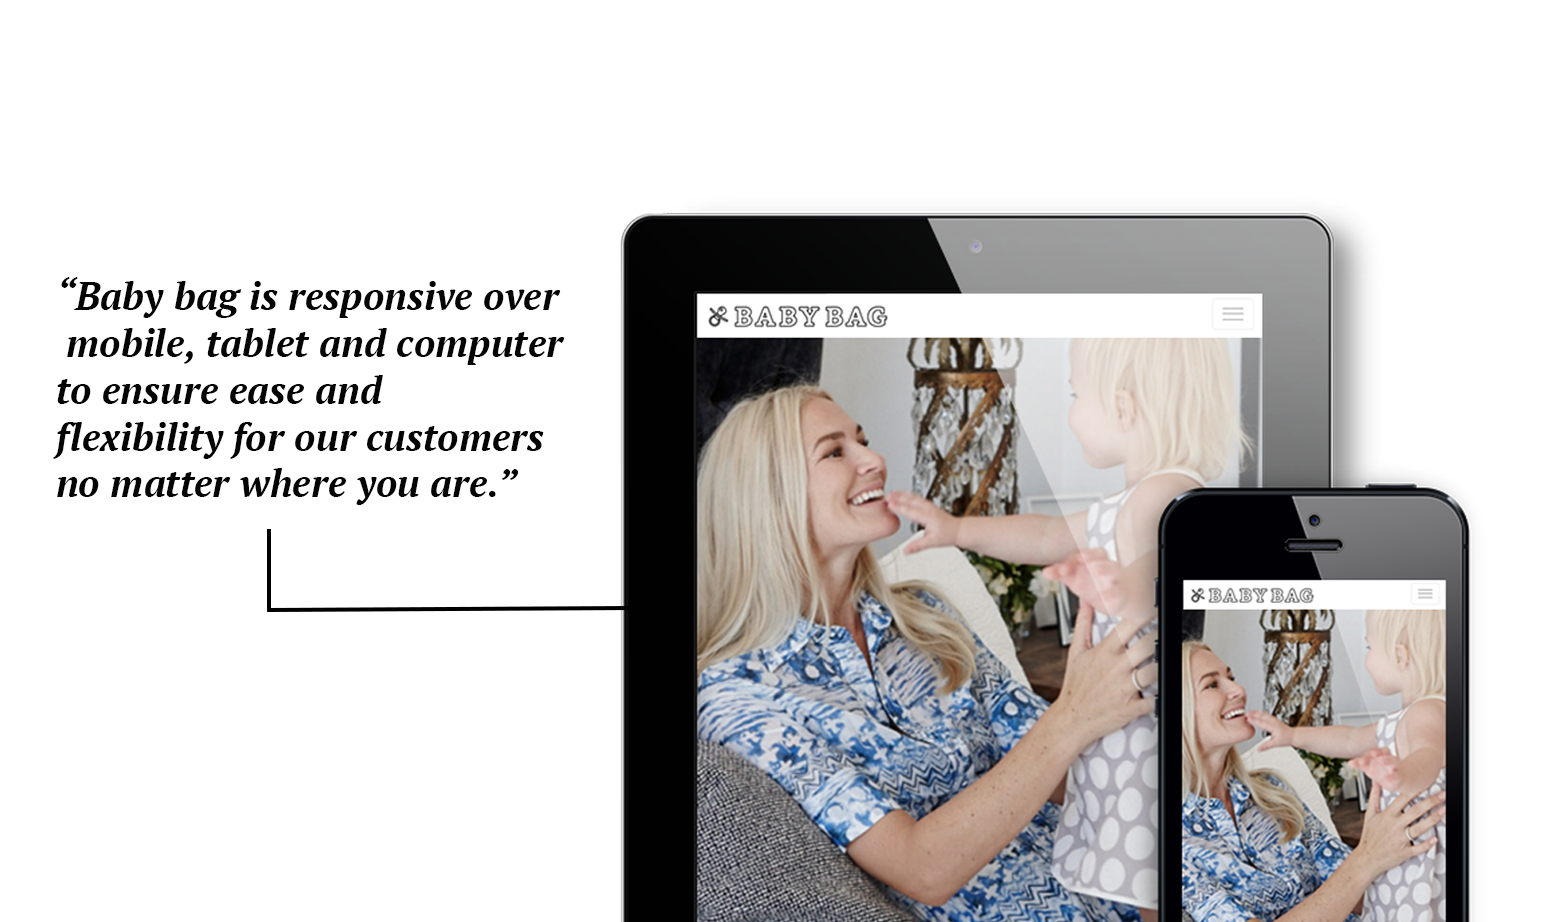 “Baby bag is responsive over
mobile, tablet and computer
to ensure ease and
flexibility for our customers
no matter where you are.”
BABY BAG
BABY BAG